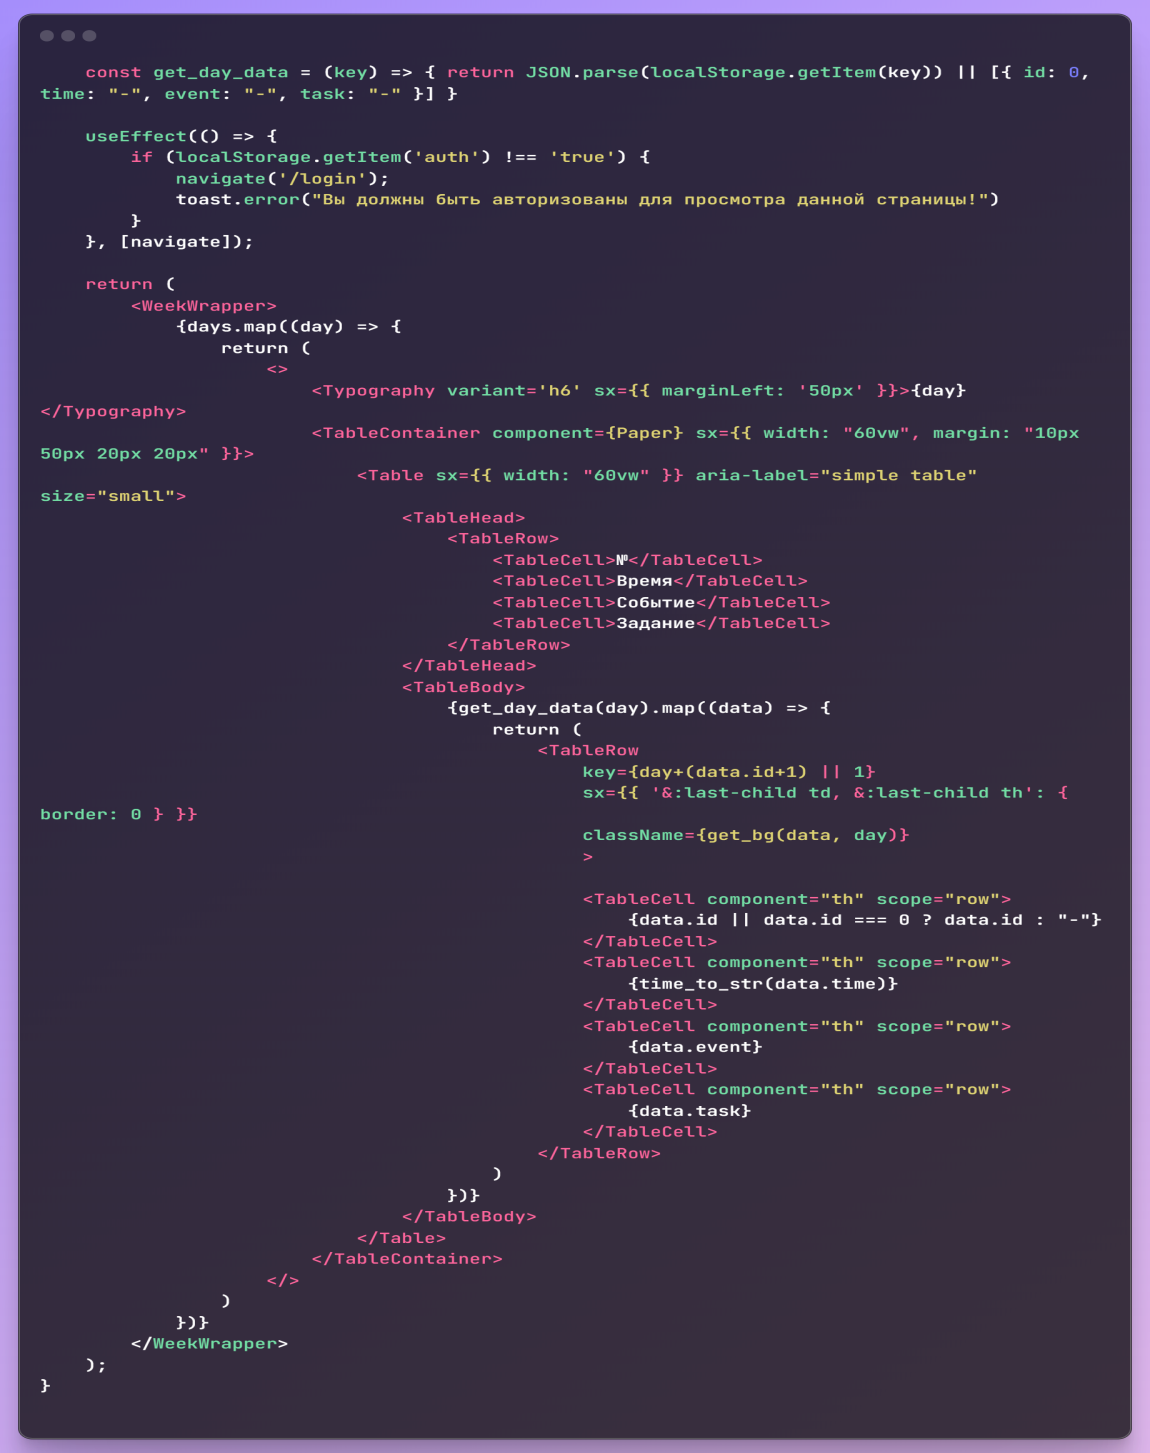 const get_day_data = (key) => { return JSON.parse(localStorage.getItem(key)) || [{ id: 0,
time: "-", event: "-", task: "-" }] }

    useEffect(() => {
        if (localStorage.getItem('auth') !== 'true') {
            navigate('/login');
            toast.error("Вы должны быть авторизованы для просмотра данной страницы!")
        }
    }, [navigate]);

    return (
        <WeekWrapper>
            {days.map((day) => {
                return (
                    <>
                        <Typography variant='h6' sx={{ marginLeft: '50px' }}>{day}
</Typography>
                        <TableContainer component={Paper} sx={{ width: "60vw", margin: "10px
50px 20px 20px" }}>
                            <Table sx={{ width: "60vw" }} aria-label="simple table"
size="small">
                                <TableHead>
                                    <TableRow>
                                        <TableCell>№</TableCell>
                                        <TableCell>Время</TableCell>
                                        <TableCell>Событие</TableCell>
                                        <TableCell>Задание</TableCell>
                                    </TableRow>
                                </TableHead>
                                <TableBody>
                                    {get_day_data(day).map((data) => {
                                        return (
                                            <TableRow
                                                key={day+(data.id+1) || 1}
                                                sx={{ '&:last-child td, &:last-child th': {
border: 0 } }}
                                                className={get_bg(data, day)}
                                                >

                                                <TableCell component="th" scope="row">
                                                    {data.id || data.id === 0 ? data.id : "-"}
                                                </TableCell>
                                                <TableCell component="th" scope="row">
                                                    {time_to_str(data.time)}
                                                </TableCell>
                                                <TableCell component="th" scope="row">
                                                    {data.event}
                                                </TableCell>
                                                <TableCell component="th" scope="row">
                                                    {data.task}
                                                </TableCell>
                                            </TableRow>
                                        )
                                    })}
                                </TableBody>
                            </Table>
                        </TableContainer>
                    </>
                )
            })}
        </WeekWrapper>
    );
}